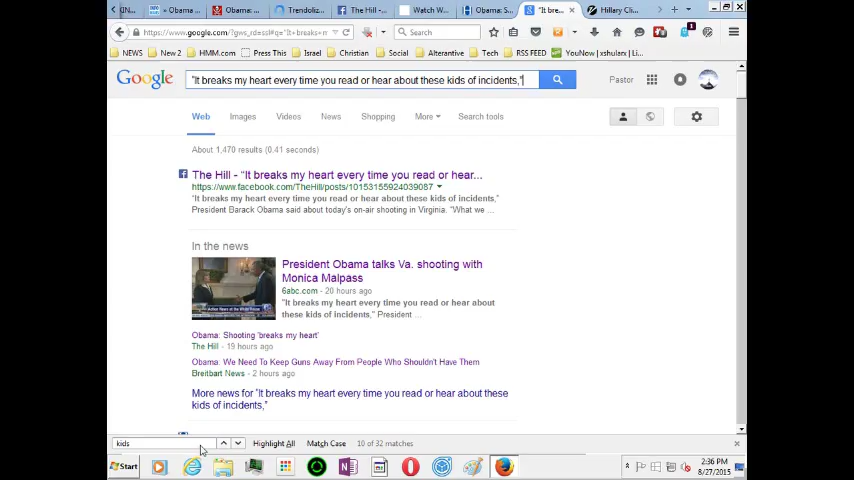 (IN... » Obama ... Obama: ... Trendoliz... The Hill -... Watch W... Obama: S... "It bre... × Hillary Cli...
https://www.google.com/?gws_rd=ssl#q="It+breaks+m
NEWS New 2 HMM.com Press This Israel Christian Social Alterantive Tech RSS FEED YouNow | xshularx | L...
Google "It breaks my heart every time you read or hear about these kids of incidents," Pastor
Web Images Videos News Shopping More Search tools
About 1,470 results (0.41 seconds)
The Hill - "It breaks my heart every time you read or hear...
https://www.facebook.com/TheHill/posts/10153155924039087
"It breaks my heart every time you read or hear about these kids of incidents,"
President Barack Obama said about today's on-air shooting in Virginia. "What we ...
In the news
President Obama talks Va. shooting with
Monica Malpass
6abc.com - 20 hours ago
"It breaks my heart every time you read or hear about
these kids of incidents," President ...
Obama: Shooting 'breaks my heart'
The Hill - 19 hours ago
Obama: We Need To Keep Guns Away From People Who Shouldn't Have Them
Breitbart News - 2 hours ago
More news for "It breaks my heart every time you read or hear about these
kids of incidents,"
kids Highlight All Match Case 10 of 32 matches
Start 2:36 PM
8/27/2015